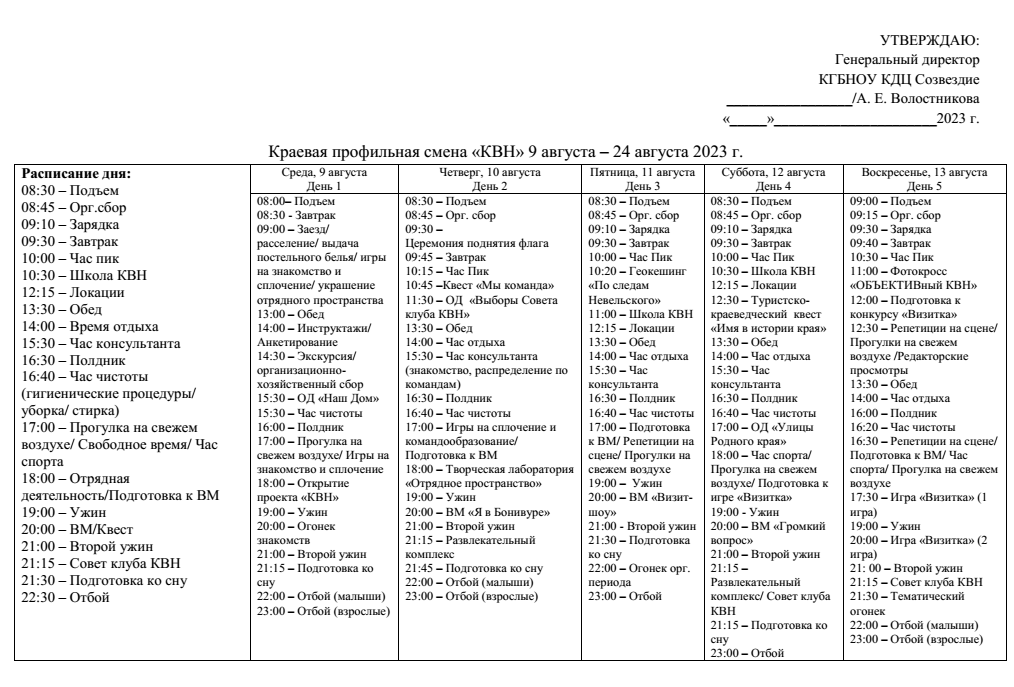 УТВЕРЖДАЮ:
Генеральный директор
КГБНОУ КДЦ Созвездие
_________________/А. Е. Волостникова
«_____»______________________2023 г.
Краевая профильная смена «КВН» 9 августа – 24 августа 2023 г.
Расписание дня:
08:30 – Подъем
08:45 – Орг.сбор
09:10 – Зарядка
09:30 – Завтрак
10:00 – Час пик
10:30 – Школа КВН
12:15 – Локации
13:30 – Обед
14:00 – Время отдыха
15:30 – Час консультанта
16:30 – Полдник
16:40 – Час чистоты
(гигиенические процедуры/
уборка/ стирка)
17:00 – Прогулка на свежем
воздухе/ Свободное время/ Час
спорта
18:00 – Отрядная
деятельность/Подготовка к ВМ
19:00 – Ужин
20:00 – ВМ/Квест
21:00 – Второй ужин
21:15 – Совет клуба КВН
21:30 – Подготовка ко сну
22:30 – Отбой
Среда, 9 августа
День 1
08:00– Подъем
08:30 - Завтрак
09:00 – Заезд/
расселение/ выдача
постельного белья/ игры
на знакомство и
сплочение/ украшение
отрядного пространства
13:00 – Обед
14:00 – Инструктажи/
Анкетирование
14:30 – Экскурсия/
организационно-
хозяйственный сбор
15:30 – ОД «Наш Дом»
15:30 – Час чистоты
16:00 – Полдник
17:00 – Прогулка на
свежем воздухе/ Игры на
знакомство и сплочение
18:00 – Открытие
проекта «КВН»
19:00 – Ужин
20:00 – Огонек
знакомств
21:00 – Второй ужин
21:15 – Подготовка ко
сну
22:00 – Отбой (малыши)
23:00 – Отбой (взрослые)
Четверг, 10 августа
День 2
08:30 – Подъем
08:45 – Орг. сбор
09:30 –
Церемония поднятия флага
09:45 – Завтрак
10:15 – Час Пик
10:45 –Квест «Мы команда»
11:30 – ОД «Выборы Совета
клуба КВН»
13:30 – Обед
14:00 – Час отдыха
15:30 – Час консультанта
(знакомство, распределение по
командам)
16:30 – Полдник
16:40 – Час чистоты
17:00 – Игры на сплочение и
командообразование/
Подготовка к ВМ
18:00 – Творческая лаборатория
«Отрядное пространство»
19:00 – Ужин
20:00 – ВМ «Я в Бонивуре»
21:00 – Второй ужин
21:15 – Развлекательный
комплекс
21:45 – Подготовка ко сну
22:00 – Отбой (малыши)
23:00 – Отбой (взрослые)
Пятница, 11 августа
День 3
08:30 – Подъем
08:45 – Орг. сбор
09:10 – Зарядка
09:30 – Завтрак
10:00 – Час Пик
10:20 – Геокешинг
«По следам
Невельского»
11:00 – Школа КВН
12:15 – Локации
13:30 – Обед
14:00 – Час отдыха
15:30 – Час
консультанта
16:30 – Полдник
16:40 – Час чистоты
17:00 – Подготовка
к ВМ/ Репетиции на
сцене/ Прогулки на
свежем воздухе
19:00 – Ужин
20:00 – ВМ «Визит-
шоу»
21:00 - Второй ужин
21:30 – Подготовка
ко сну
22:00 – Огонек орг.
периода
23:00 – Отбой
Суббота, 12 августа
День 4
08:30 – Подъем
08:45 – Орг. сбор
09:10 – Зарядка
09:30 – Завтрак
10:00 – Час Пик
10:30 – Школа КВН
12:15 – Локации
12:30 – Туристско-
краеведческий квест
«Имя в истории края»
13:30 – Обед
14:00 – Час отдыха
15:30 – Час
консультанта
16:30 – Полдник
16:40 – Час чистоты
17:00 – ОД «Улицы
Родного края»
18:00 – Час спорта/
Прогулка на свежем
воздухе/ Подготовка к
игре «Визитка»
19:00 - Ужин
20:00 – ВМ «Громкий
вопрос»
21:00 – Второй ужин
21:15 –
Развлекательный
комплекс/ Совет клуба
КВН
21:15 – Подготовка ко
сну
23:00 – Отбой
Воскресенье, 13 августа
День 5
09:00 – Подъем
09:15 – Орг. сбор
09:30 – Зарядка
09:40 – Завтрак
10:30 – Час Пик
11:00 – Фотокросс
«ОБЪЕКТИВный КВН»
12:00 – Подготовка к
конкурсу «Визитка»
12:30 – Репетиции на сцене/
Прогулки на свежем
воздухе /Редакторские
просмотры
13:30 – Обед
14:00 – Час отдыха
16:00 – Полдник
16:20 – Час чистоты
16:30 – Репетиции на сцене/
Подготовка к ВМ/ Час
спорта/ Прогулка на свежем
воздухе
17:30 – Игра «Визитка» (1
игра)
19:00 – Ужин
20:00 – Игра «Визитка» (2
игра)
21: 00 – Второй ужин
21:15 – Совет клуба КВН
21:30 – Тематический
огонек
22:00 – Отбой (малыши)
23:00 – Отбой (взрослые)